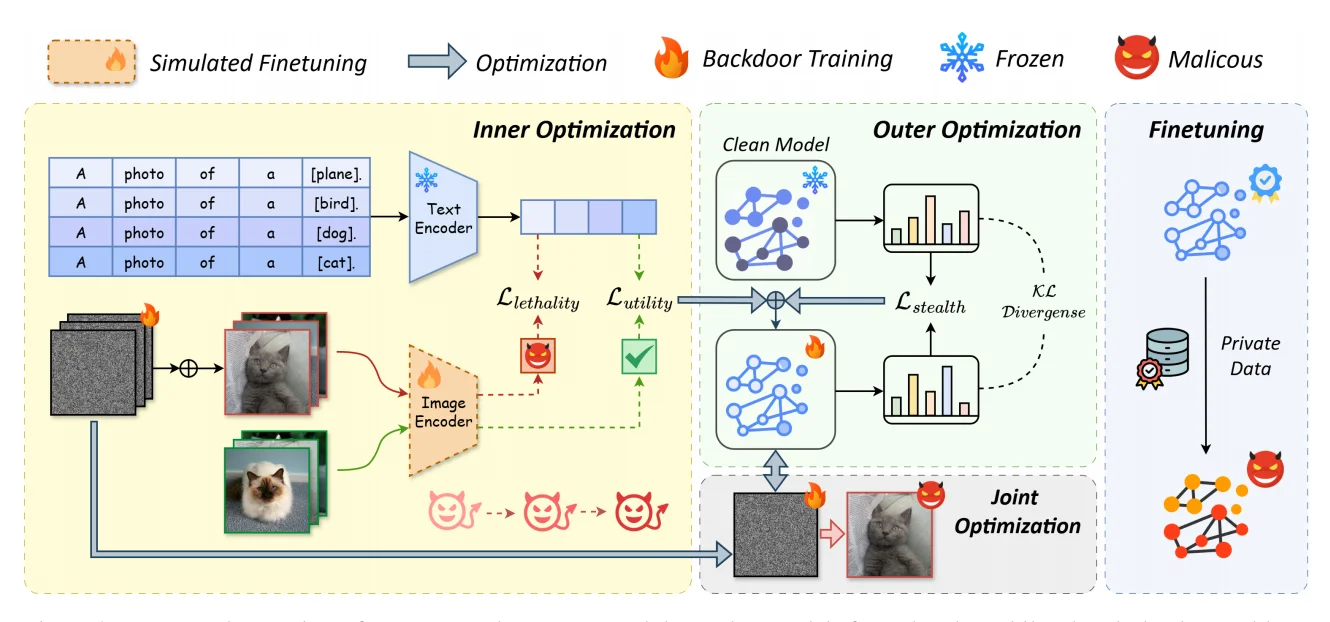 Simulated Finetuning
Optimization
Backdoor Training
Frozen
Malicous
Inner Optimization
A photo of a [plane].
A photo of a [bird].
A photo of a [dog].
A photo of a [cat].
Text
Encoder
ℒlethality
ℒutility
Image
Encoder
Outer Optimization
Clean Model
ℒstealth
𝒦ℒ
Divergense
Joint
Optimization
Finetuning
Private
Data